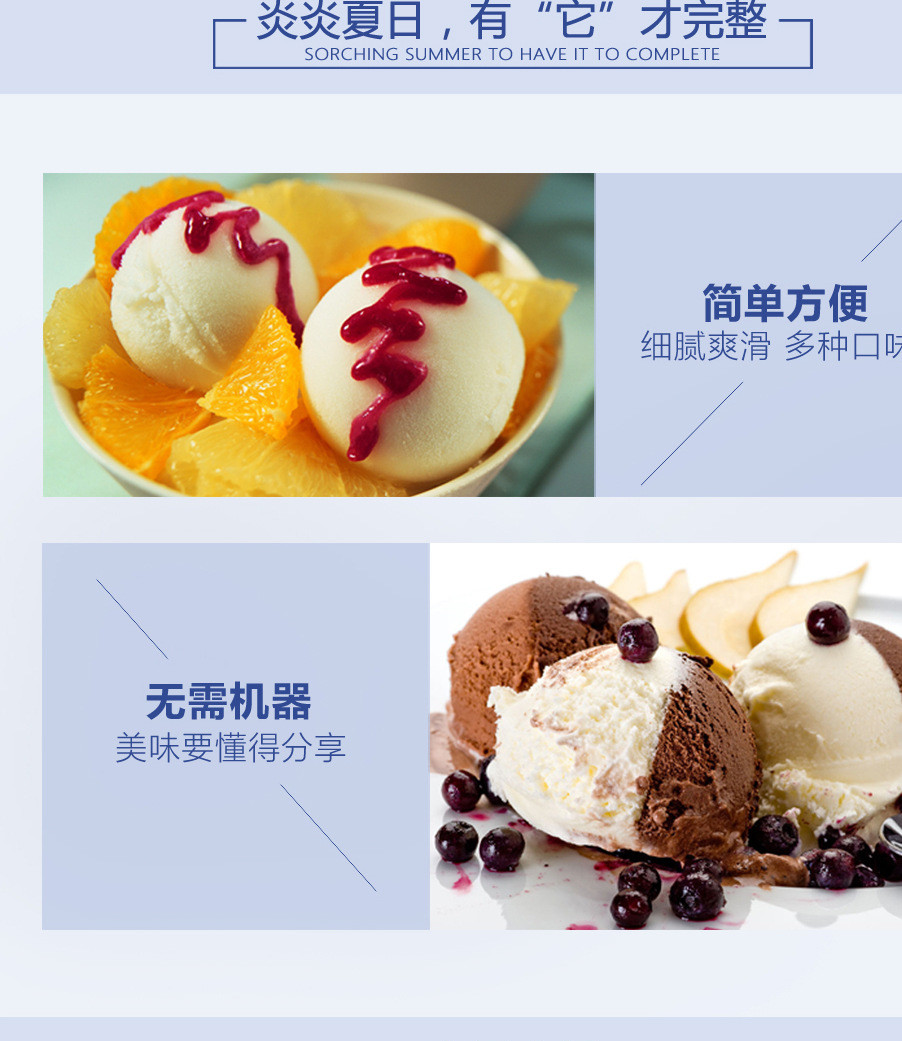 炎炎夏日，有“它”才完整
SORCHING SUMMER TO HAVE IT TO COMPLETE
简单方便
细腻爽滑 多种口味
无需机器
美味要懂得分享